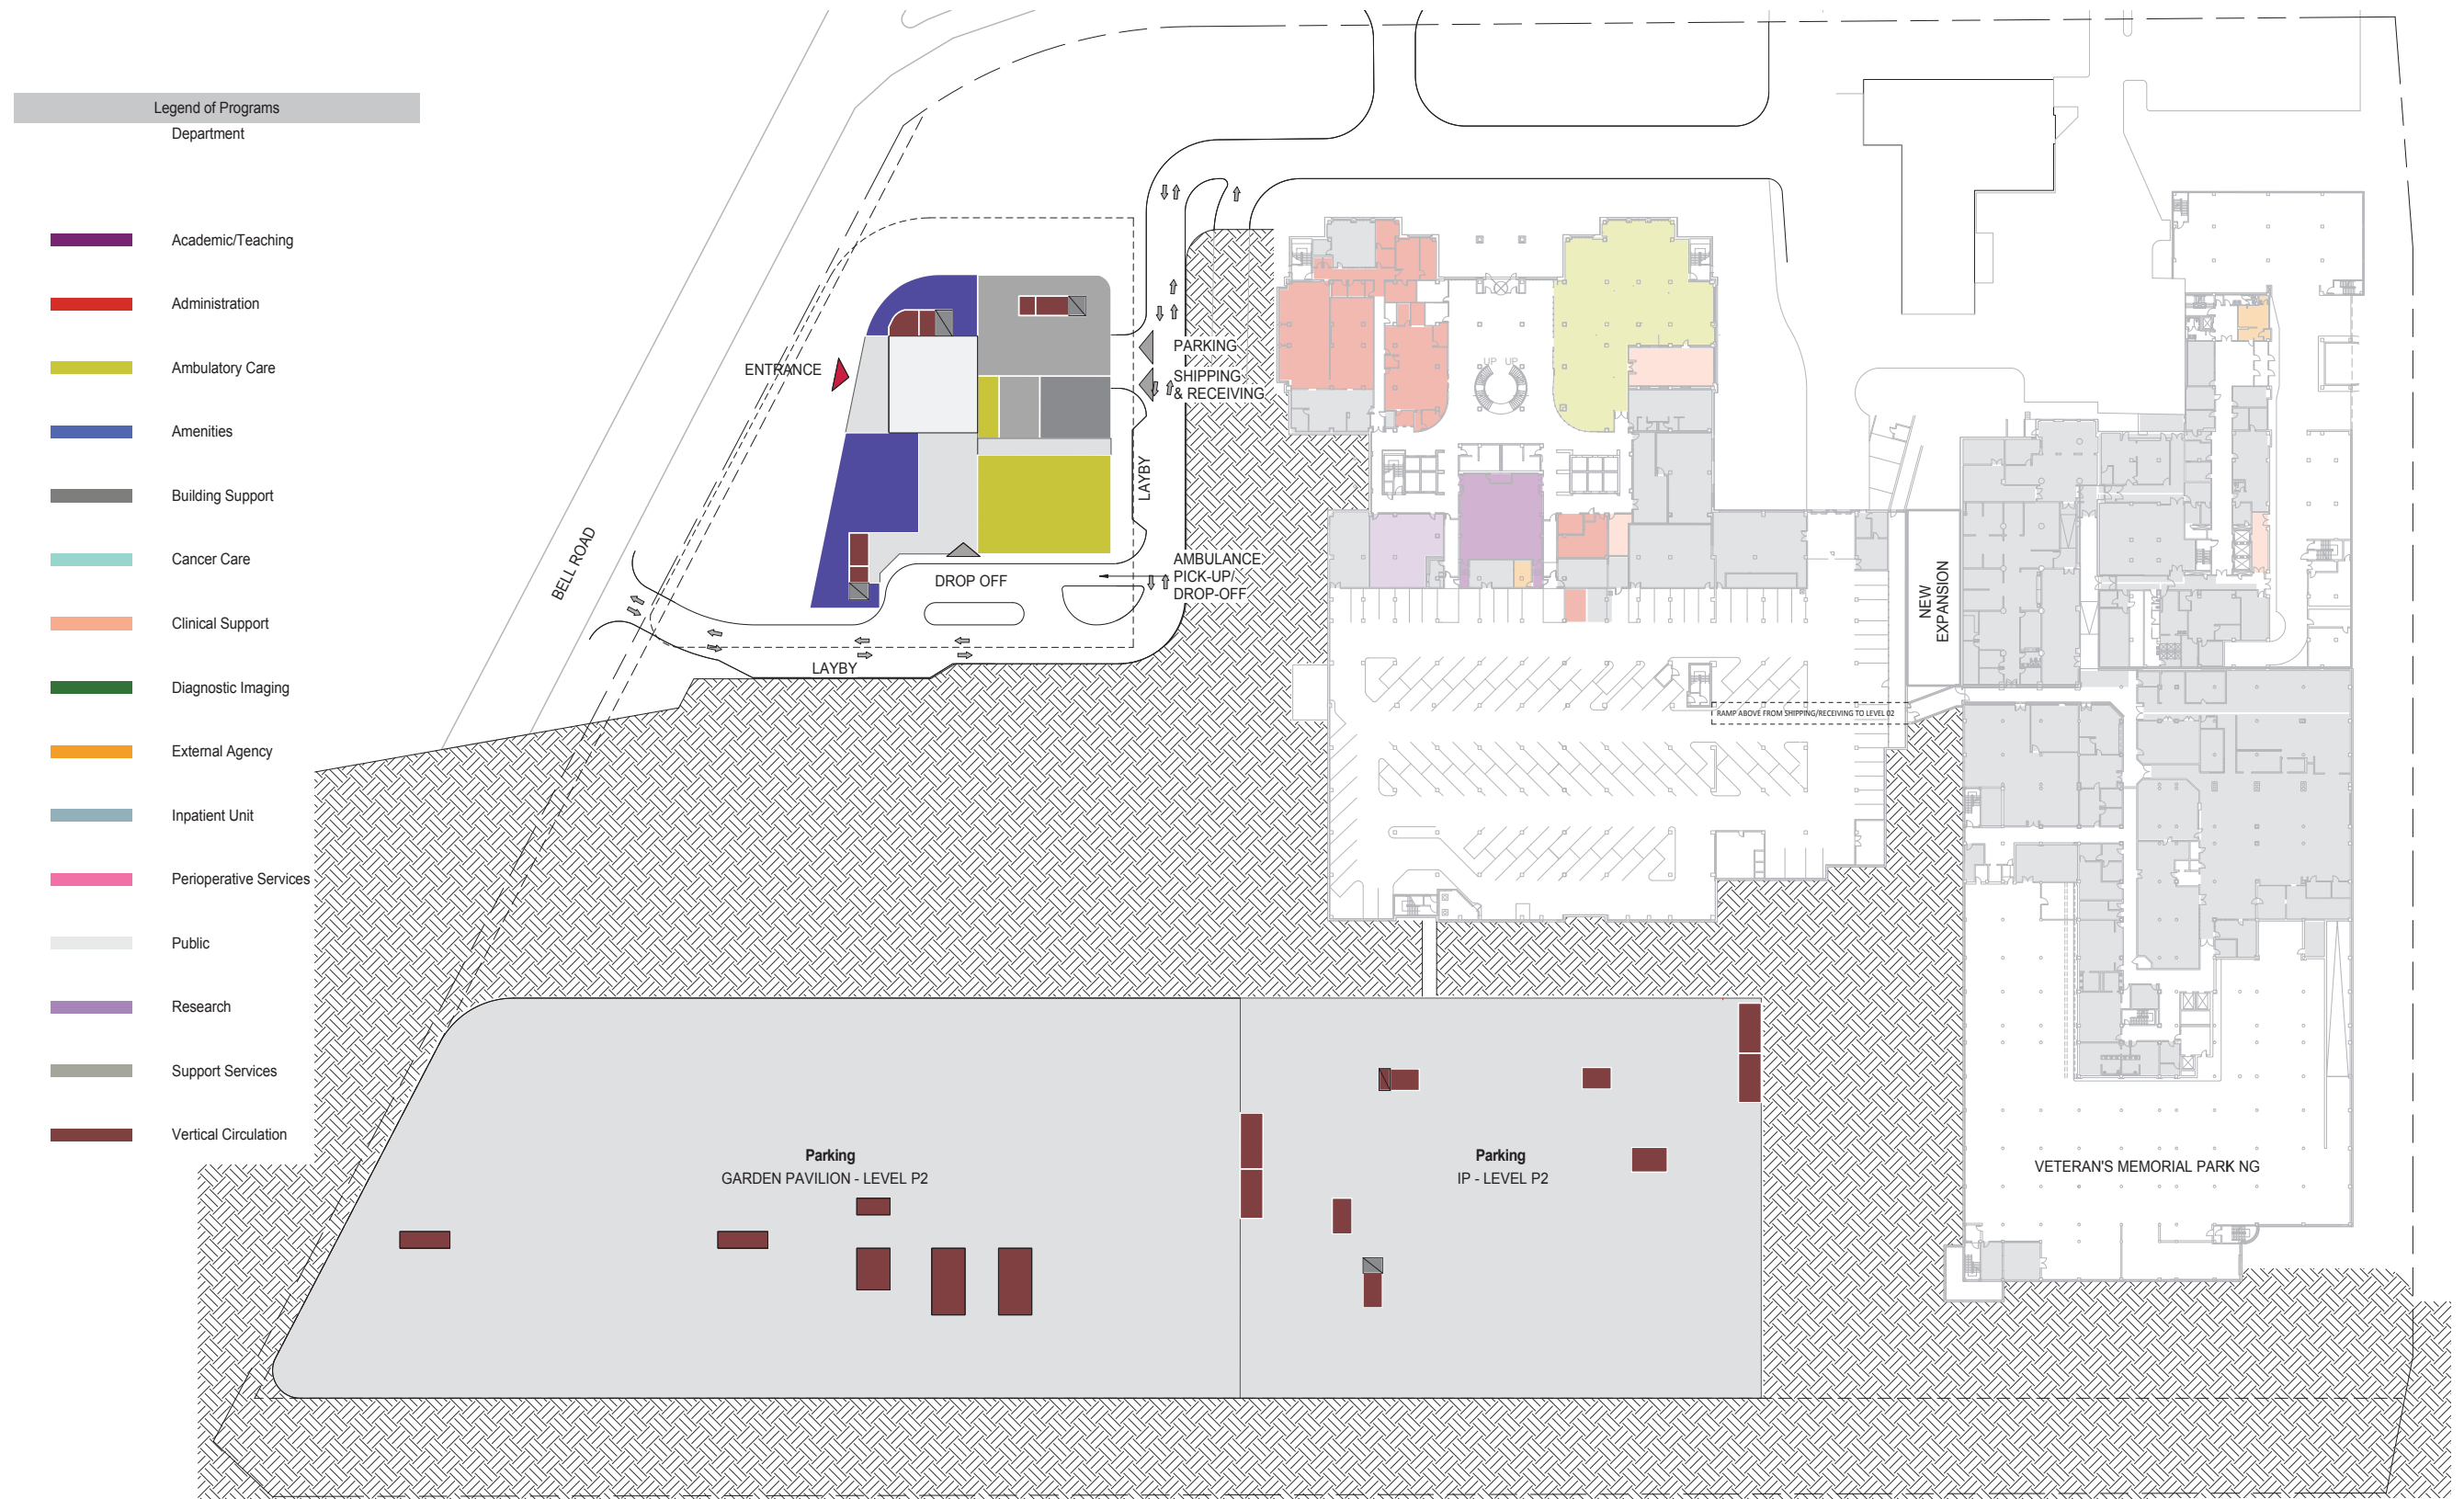 Legend of Programs
Department
Academic/Teaching
Administration
Ambulatory Care
Amenities
Building Support
Cancer Care
Clinical Support
Diagnostic Imaging
External Agency
Inpatient Unit
Perioperative Services
Public
Research
Support Services
Vertical Circulation
BELL ROAD
ENTRANCE
PARKING
SHIPPING
& RECEIVING
LAYBY
AMBULANCE
PICK-UP/
DROP-OFF
DROP OFF
LAYBY
UP UP
NEW
EXPANSION
RAMP ABOVE FROM SHIPPING/RECEIVING TO LEVEL 02
Parking
GARDEN PAVILION - LEVEL P2
Parking
IP - LEVEL P2
VETERAN'S MEMORIAL PARK NG